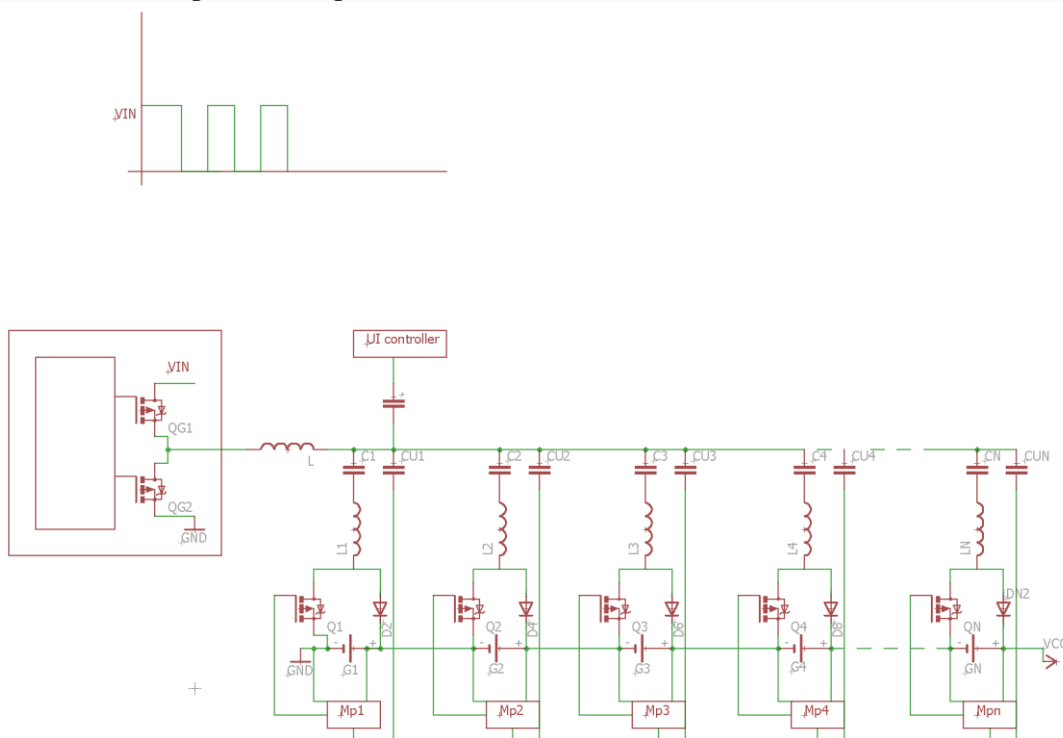 VIN
UI controller
VIN
QG1
L
C1
CU1
C2
CU2
C3
CU3
C4
CU4
CN
CUN
QG2
GND
L1
L2
L3
L4
LN
DN2
Q1
D2
Q2
D4
Q3
D6
Q4
D8
QN
- +
- +
- +
- +
- +
VCC
GND
G1
G2
G3
G4
GN
Mp1
Mp2
Mp3
Mp4
Mpn